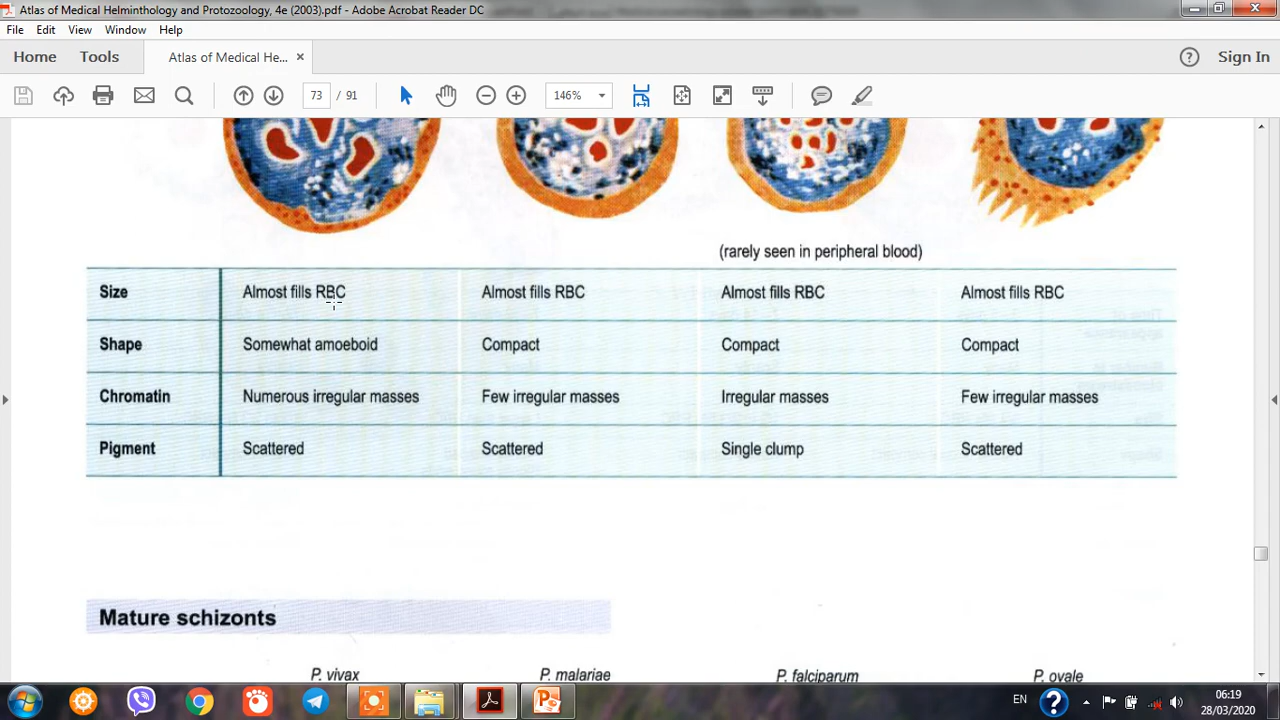 Atlas of Medical Helminthology and Protozoology, 4e (2003).pdf - Adobe Acrobat Reader DC
File Edit View Window Help
Home Tools Atlas of Medical He... × ? Sign In
73 / 91 146%
(rarely seen in peripheral blood)
Size Almost fills RBC Almost fills RBC Almost fills RBC Almost fills RBC
Shape Somewhat amoeboid Compact Compact Compact
Chromatin Numerous irregular masses Few irregular masses Irregular masses Few irregular masses
Pigment Scattered Scattered Single clump Scattered
Mature schizonts
P. vivax P. malariae P. falciparum P. ovale
EN ? 06:19
28/03/2020